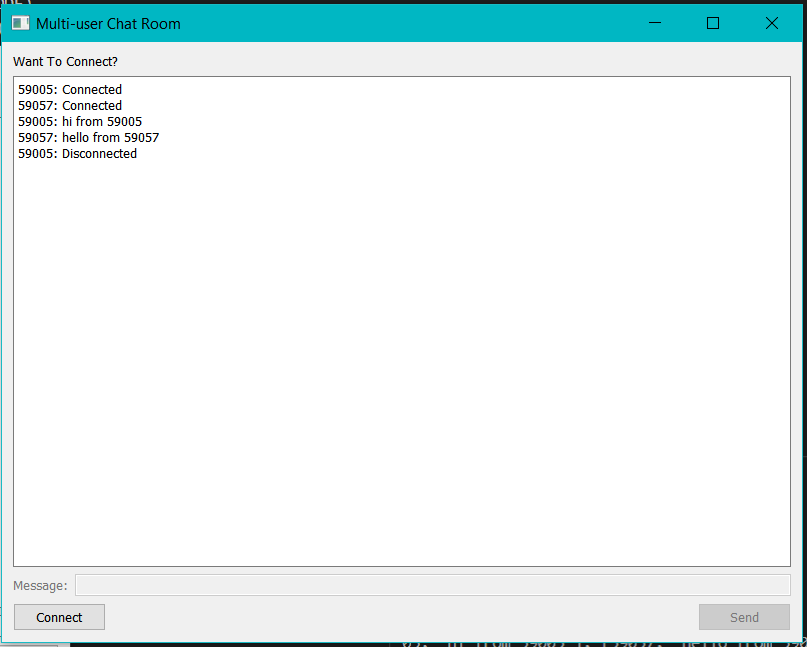 Multi-user Chat Room
Want To Connect?
59005: Connected
59057: Connected
59005: hi from 59005
59057: hello from 59057
59005: Disconnected
Message:
Connect
Send